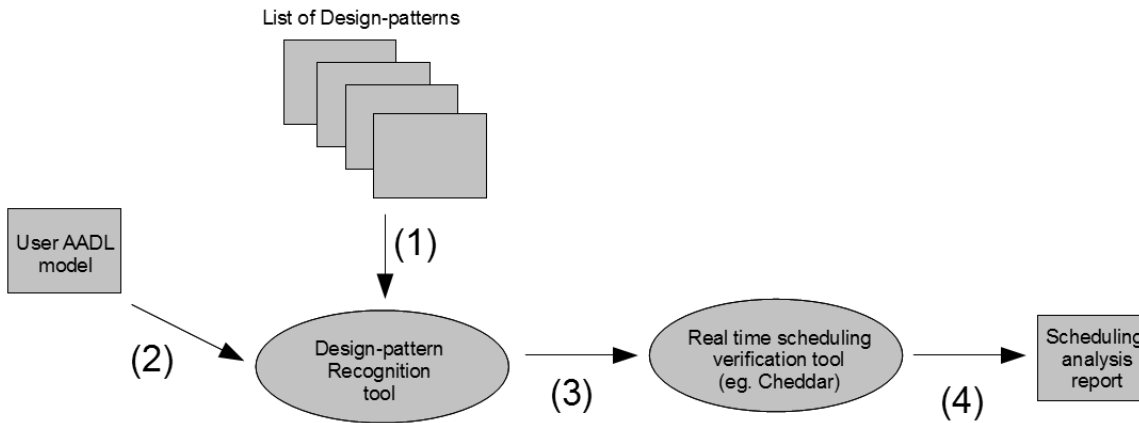 List of Design-patterns
(1)
User AADL
model
(2)
Design-pattern
Recognition
tool
(3)
Real time scheduling
verification tool
(eg. Cheddar)
(4)
Scheduling
analysis
report